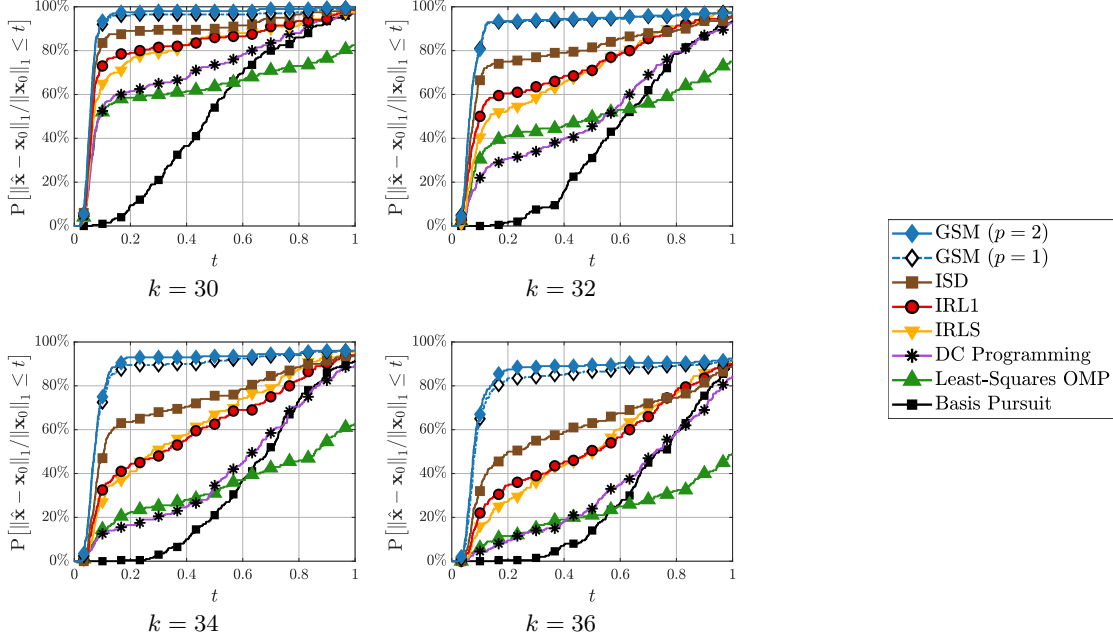 100%
80%
60%
40%
20%
0%
0 0.2 0.4 0.6 0.8 1
t
P [‖x̂ − x₀‖₁/‖x₀‖₁ ≤ t]
k = 30
100%
80%
60%
40%
20%
0%
0 0.2 0.4 0.6 0.8 1
t
P [‖x̂ − x₀‖₁/‖x₀‖₁ ≤ t]
k = 32
GSM (p = 2)
GSM (p = 1)
ISD
IRL1
IRLS
DC Programming
Least-Squares OMP
Basis Pursuit
100%
80%
60%
40%
20%
0%
0 0.2 0.4 0.6 0.8 1
t
P [‖x̂ − x₀‖₁/‖x₀‖₁ ≤ t]
k = 34
100%
80%
60%
40%
20%
0%
0 0.2 0.4 0.6 0.8 1
t
P [‖x̂ − x₀‖₁/‖x₀‖₁ ≤ t]
k = 36